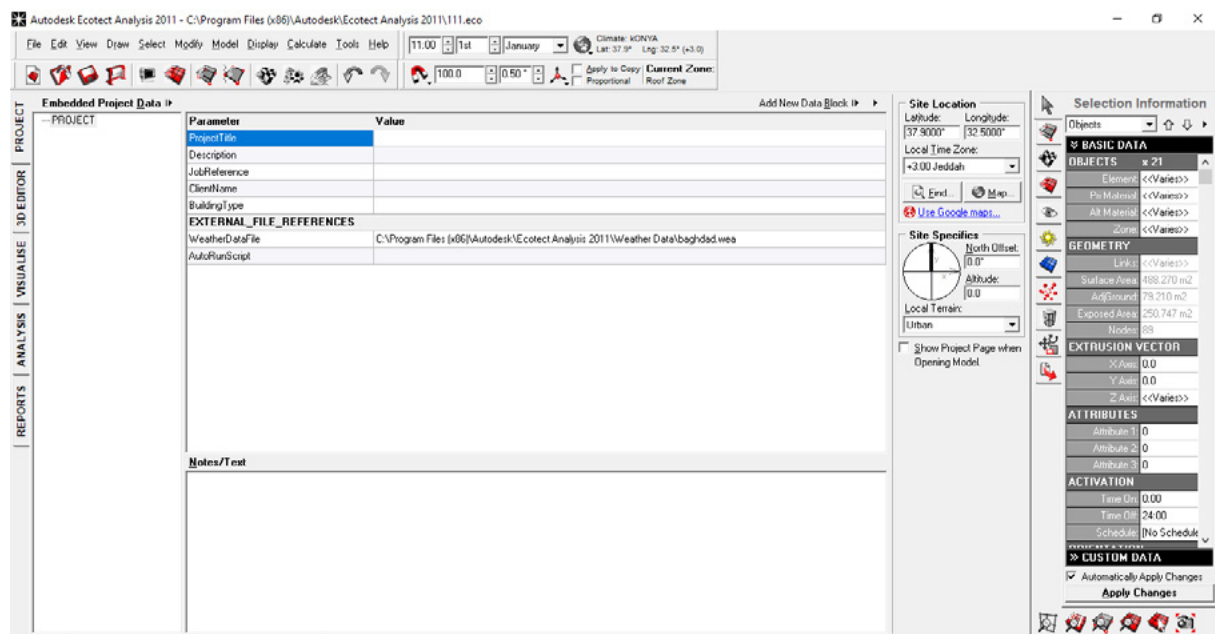 Autodesk Ecotect Analysis 2011 - C:\Program Files (x86)\Autodesk\Ecotect Analysis 2011\111.eco
File Edit View Draw Select Modify Model Display Calculate Tools Help
11:00 1st January
Climate: kONYA
Lat: 37.9° Lng: 32.5° (+3.0)
100.0 0.50 °
Apply to Copy
Proportional
Current Zone:
Roof Zone
PROJECT
3D EDITOR
VISUALISE
ANALYSIS
REPORTS
Embedded Project Data
PROJECT
Add New Data Block
Parameter Value
ProjectTitle
Description
JobReference
ClientName
BuildingType
EXTERNAL_FILE_REFERENCES
WeatherDataFile C:\Program Files (x86)\Autodesk\Ecotect Analysis 2011\Weather Data\baghdad.wea
AutoRunScript
Notes/Text
Site Location
Latitude: Longitude:
37.9000° 32.5000°
Local Time Zone:
+3:00 Jeddah
Find... Map...
Use Google maps...
Site Specifics
North Offset:
0.0°
Altitude:
0.0
Local Terrain:
Urban
Show Project Page when
Opening Model
Selection Information
Objects
BASIC DATA
OBJECTS x 21
Element: <<Varies>>
Pri Material: <<Varies>>
Alt Material: <<Varies>>
Zone: <<Varies>>
GEOMETRY
Links: <<Varies>>
Surface Area: 488.270 m2
AdjGround: 79.210 m2
Exposed Area: 250.747 m2
Nodes: 89
EXTRUSION VECTOR
X Axis: 0.0
Y Axis: 0.0
Z Axis: <<Varies>>
ATTRIBUTES
Attribute 1: 0
Attribute 2: 0
Attribute 3: 0
ACTIVATION
Time On: 0:00
Time Off: 24:00
Schedule: [No Schedule
CUSTOM DATA
Automatically Apply Changes
Apply Changes